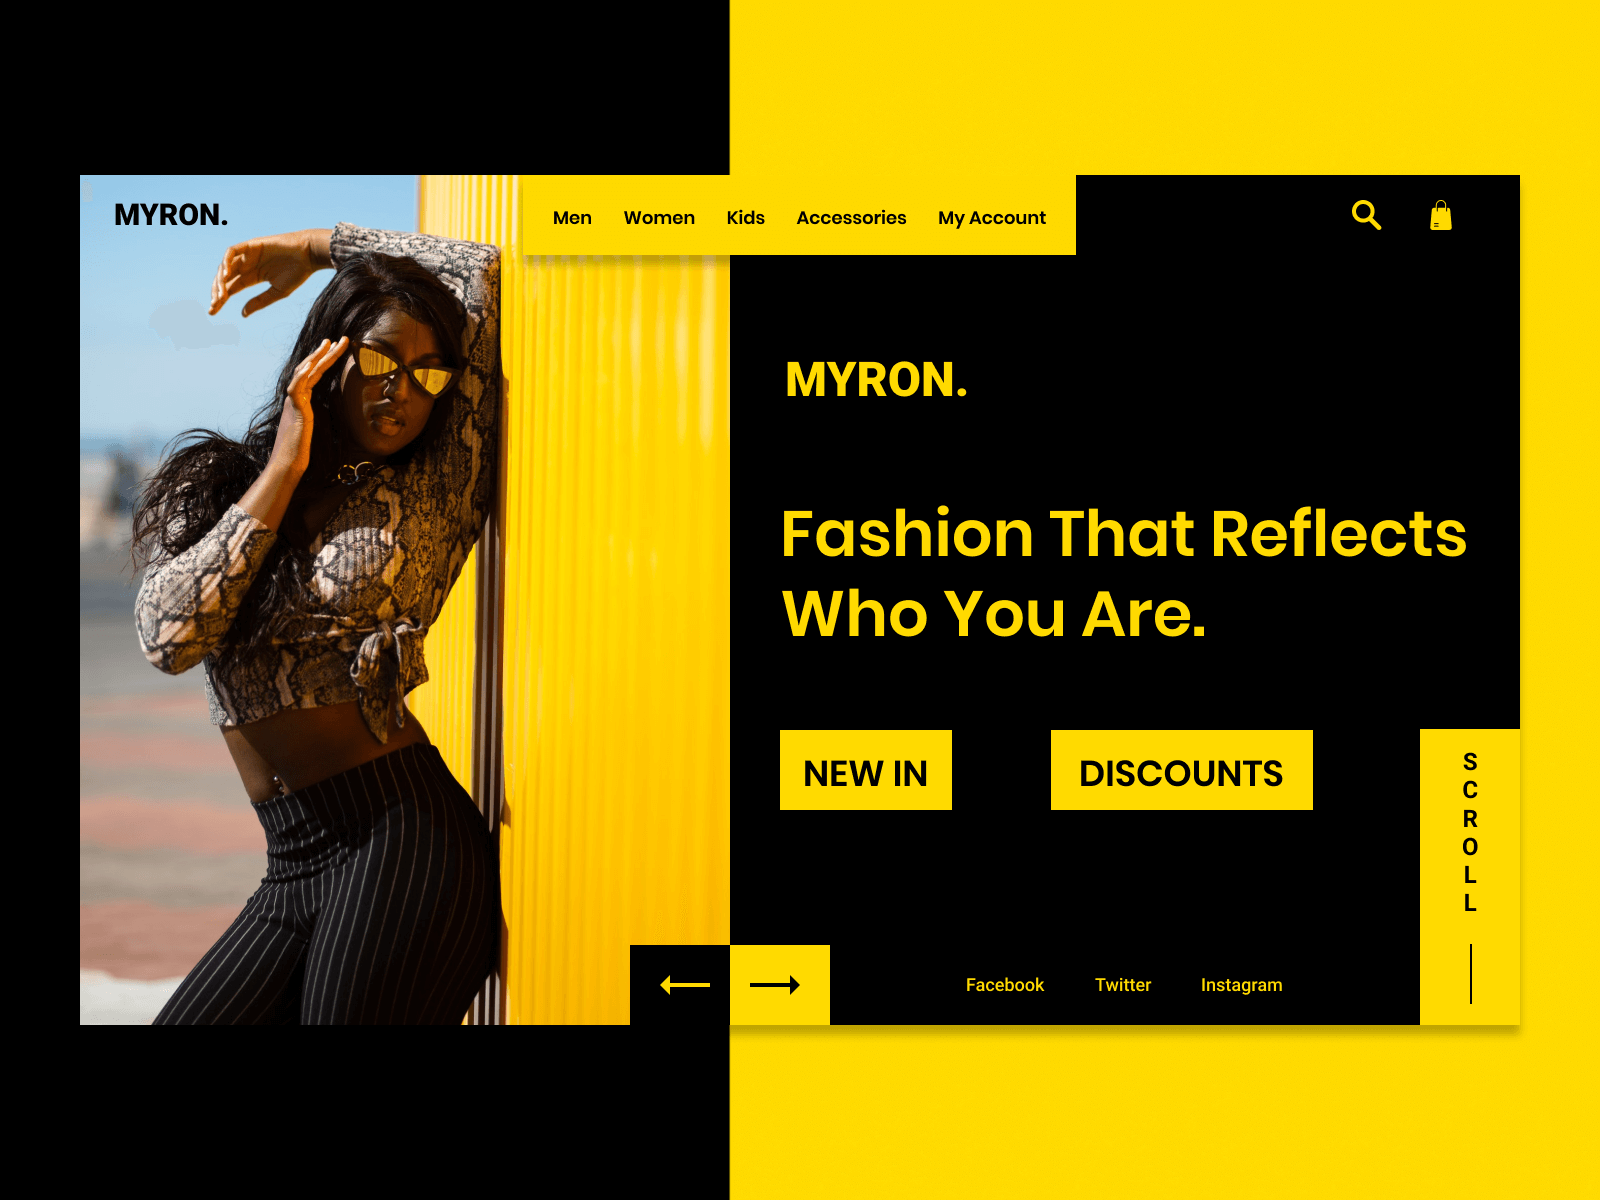 MYRON.
Men Women Kids Accessories My Account
MYRON.
Fashion That Reflects
Who You Are.
NEW IN
DISCOUNTS
S
C
R
O
L
L
Facebook Twitter Instagram